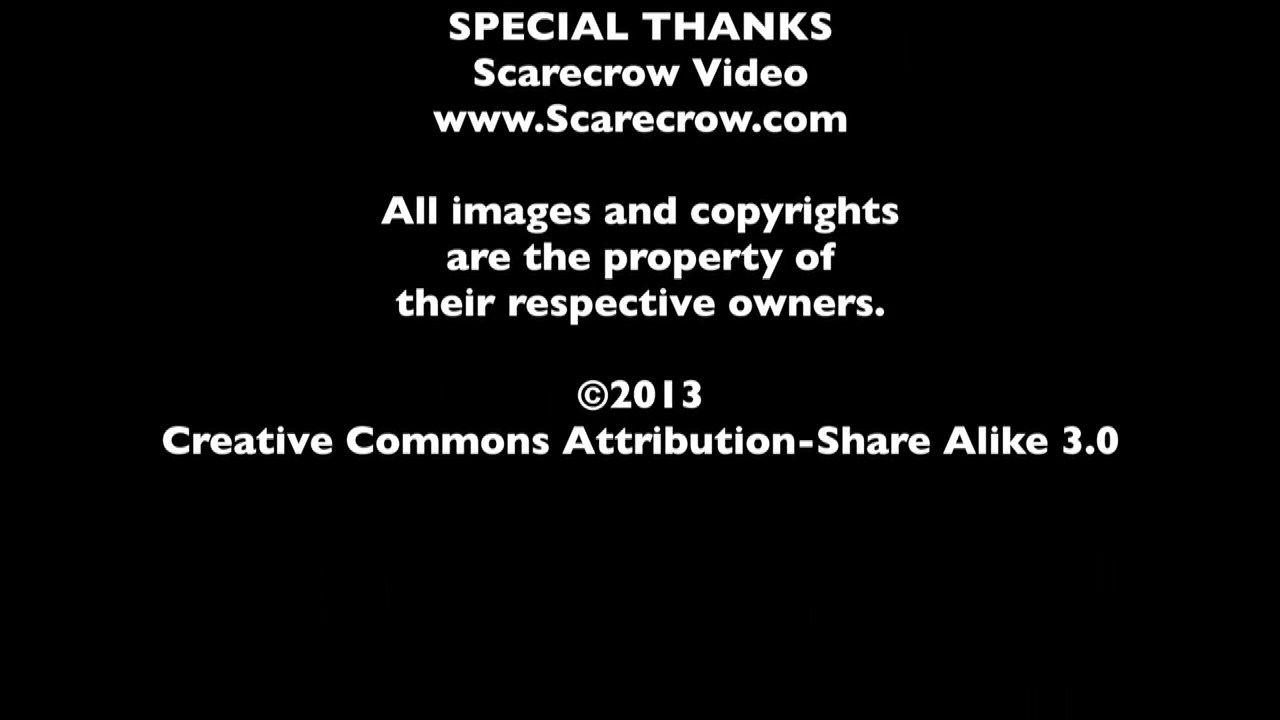 SPECIAL THANKS
Scarecrow Video
www.Scarecrow.com
All images and copyrights
are the property of
their respective owners.
©2013
Creative Commons Attribution-Share Alike 3.0